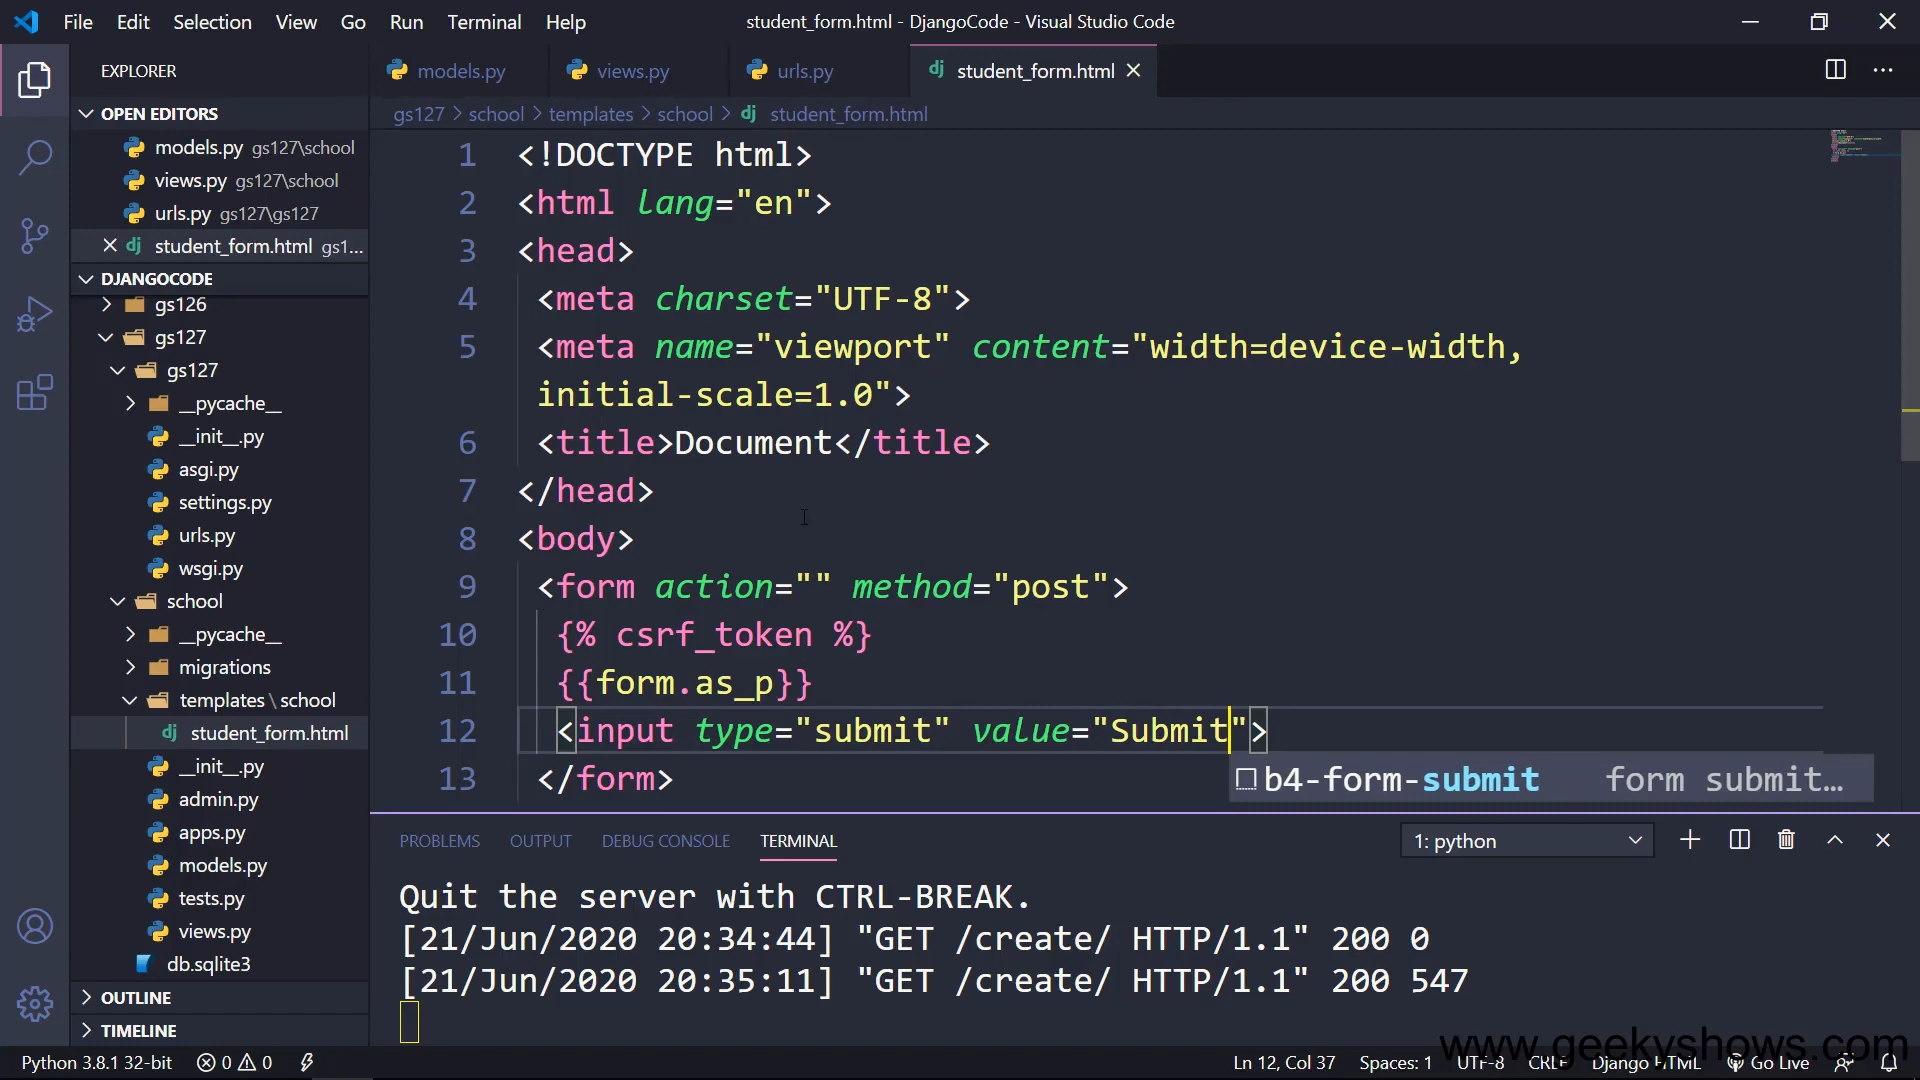 File Edit Selection View Go Run Terminal Help
student_form.html - DjangoCode - Visual Studio Code
EXPLORER
OPEN EDITORS
models.py gs127\school
views.py gs127\school
urls.py gs127\gs127
student_form.html gs1...
DJANGOCODE
gs126
gs127
gs127
__pycache__
__init__.py
asgi.py
settings.py
urls.py
wsgi.py
school
__pycache__
migrations
templates \ school
student_form.html
__init__.py
admin.py
apps.py
models.py
tests.py
views.py
db.sqlite3
OUTLINE
TIMELINE
models.py views.py urls.py student_form.html
gs127 > school > templates > school > student_form.html
1 <!DOCTYPE html>
2 <html lang="en">
3 <head>
4 <meta charset="UTF-8">
5 <meta name="viewport" content="width=device-width,
initial-scale=1.0">
6 <title>Document</title>
7 </head>
8 <body>
9 <form action="" method="post">
10 {% csrf_token %}
11 {{form.as_p}}
12 <input type="submit" value="Submit">
13 </form>
b4-form-submit form submit…
PROBLEMS OUTPUT DEBUG CONSOLE TERMINAL
1: python
Quit the server with CTRL-BREAK.
[21/Jun/2020 20:34:44] "GET /create/ HTTP/1.1" 200 0
[21/Jun/2020 20:35:11] "GET /create/ HTTP/1.1" 200 547
www.geekyshows.com
Python 3.8.1 32-bit 0 0
Ln 12, Col 37 Spaces: 1 UTF-8 CRLF Django HTML Go Live